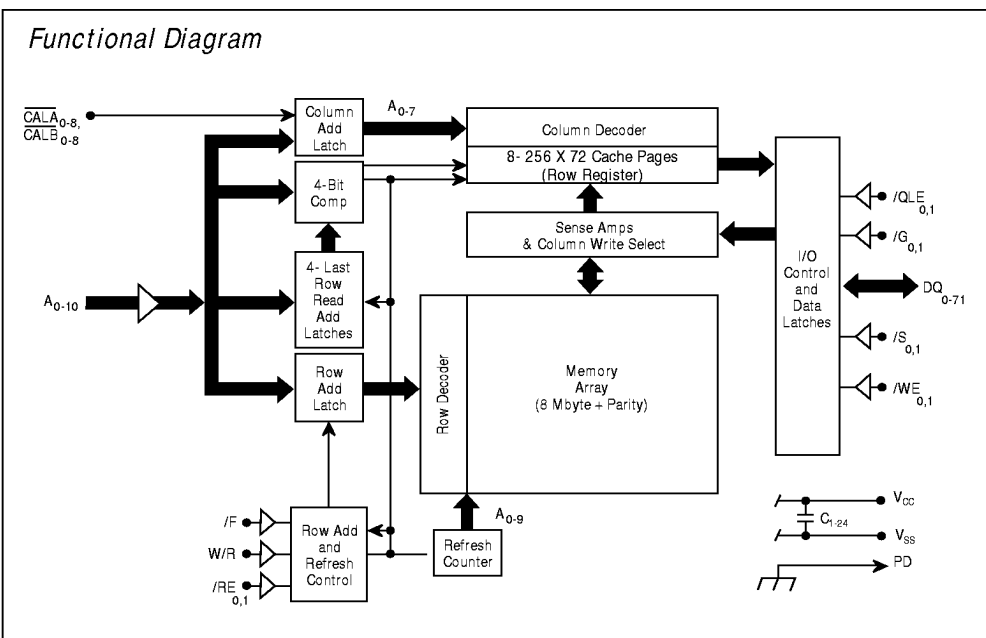 Functional Diagram
CALA0-8,
CALB0-8
Column
Add
Latch
A0-7
Column Decoder
8- 256 X 72 Cache Pages
(Row Register)
4-Bit
Comp
Sense Amps
& Column Write Select
4- Last
Row
Read
Add
Latches
A0-10
Row
Add
Latch
Row Decoder
Memory
Array
(8 Mbyte + Parity)
I/O
Control
and
Data
Latches
/QLE0,1
/G0,1
DQ0-71
/S0,1
/WE0,1
/F
W/R
/RE0,1
Row Add
and
Refresh
Control
A0-9
Refresh
Counter
VCC
C1-24
VSS
PD